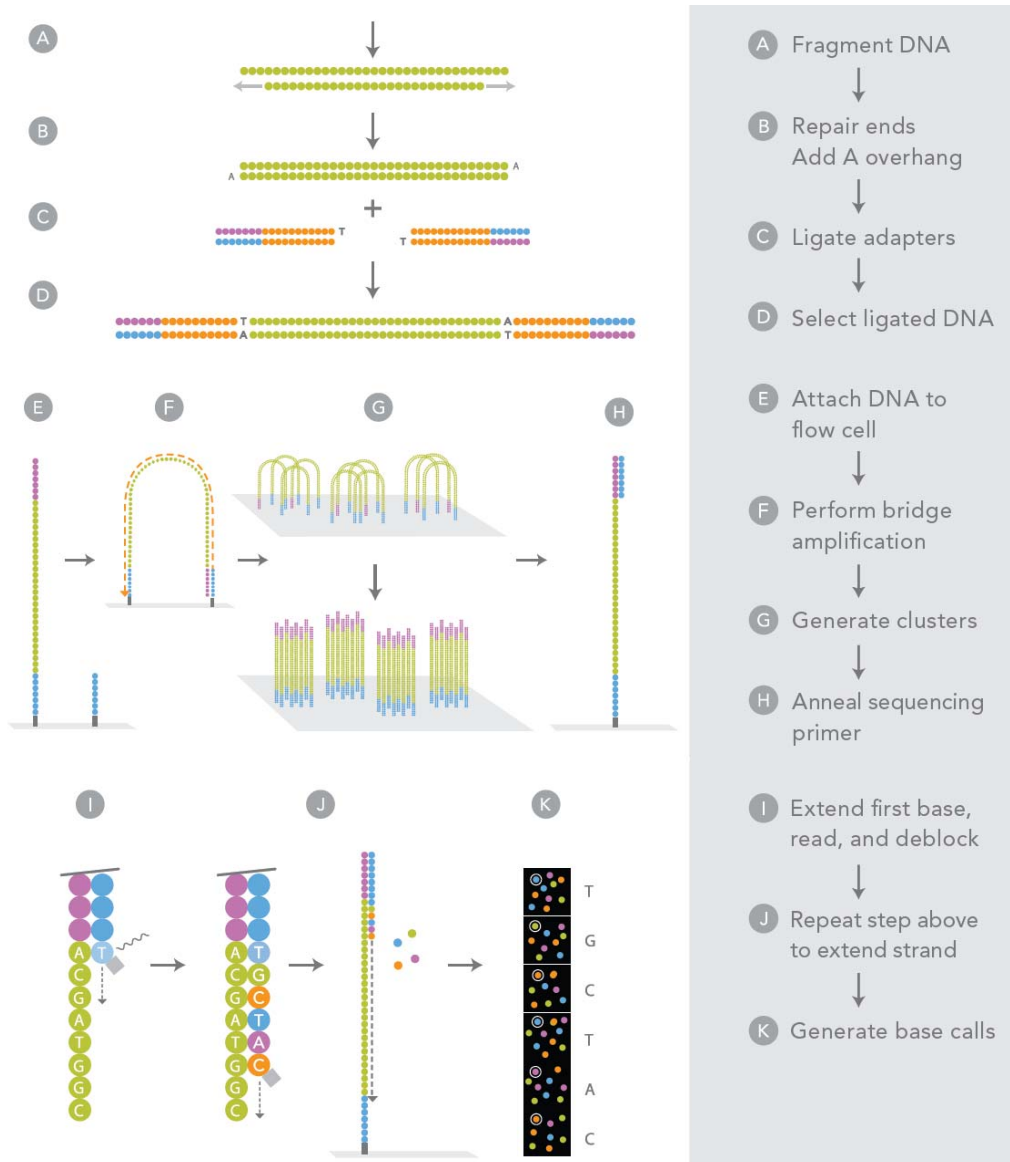 A
B
A
A
C
T
T
D
T
A
A
T
E
F
G
H
I
J
K
A T
C
G
A
T
G
G
C
A T
C G
G C
A T
T A
G C
G
C
T
G
C
T
A
C
A Fragment DNA
B Repair ends
Add A overhang
C Ligate adapters
D Select ligated DNA
E Attach DNA to
flow cell
F Perform bridge
amplification
G Generate clusters
H Anneal sequencing
primer
I Extend first base,
read, and deblock
J Repeat step above
to extend strand
K Generate base calls